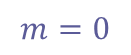 m = 0